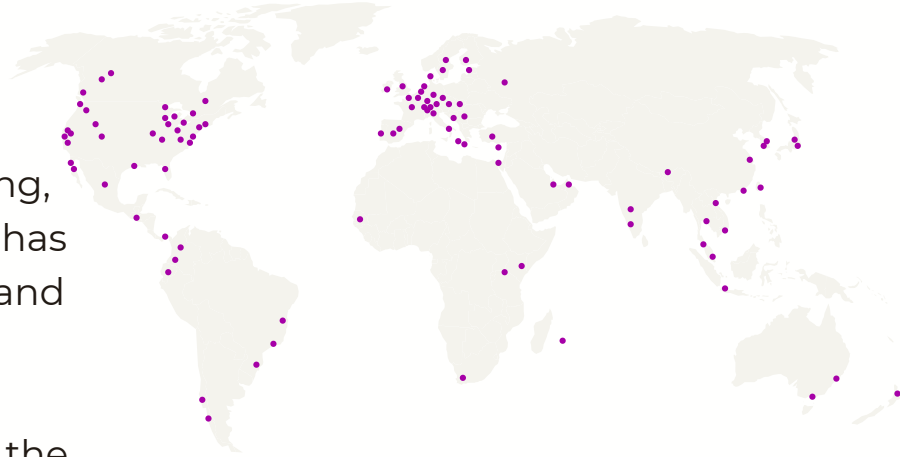 ng,
has
and
the